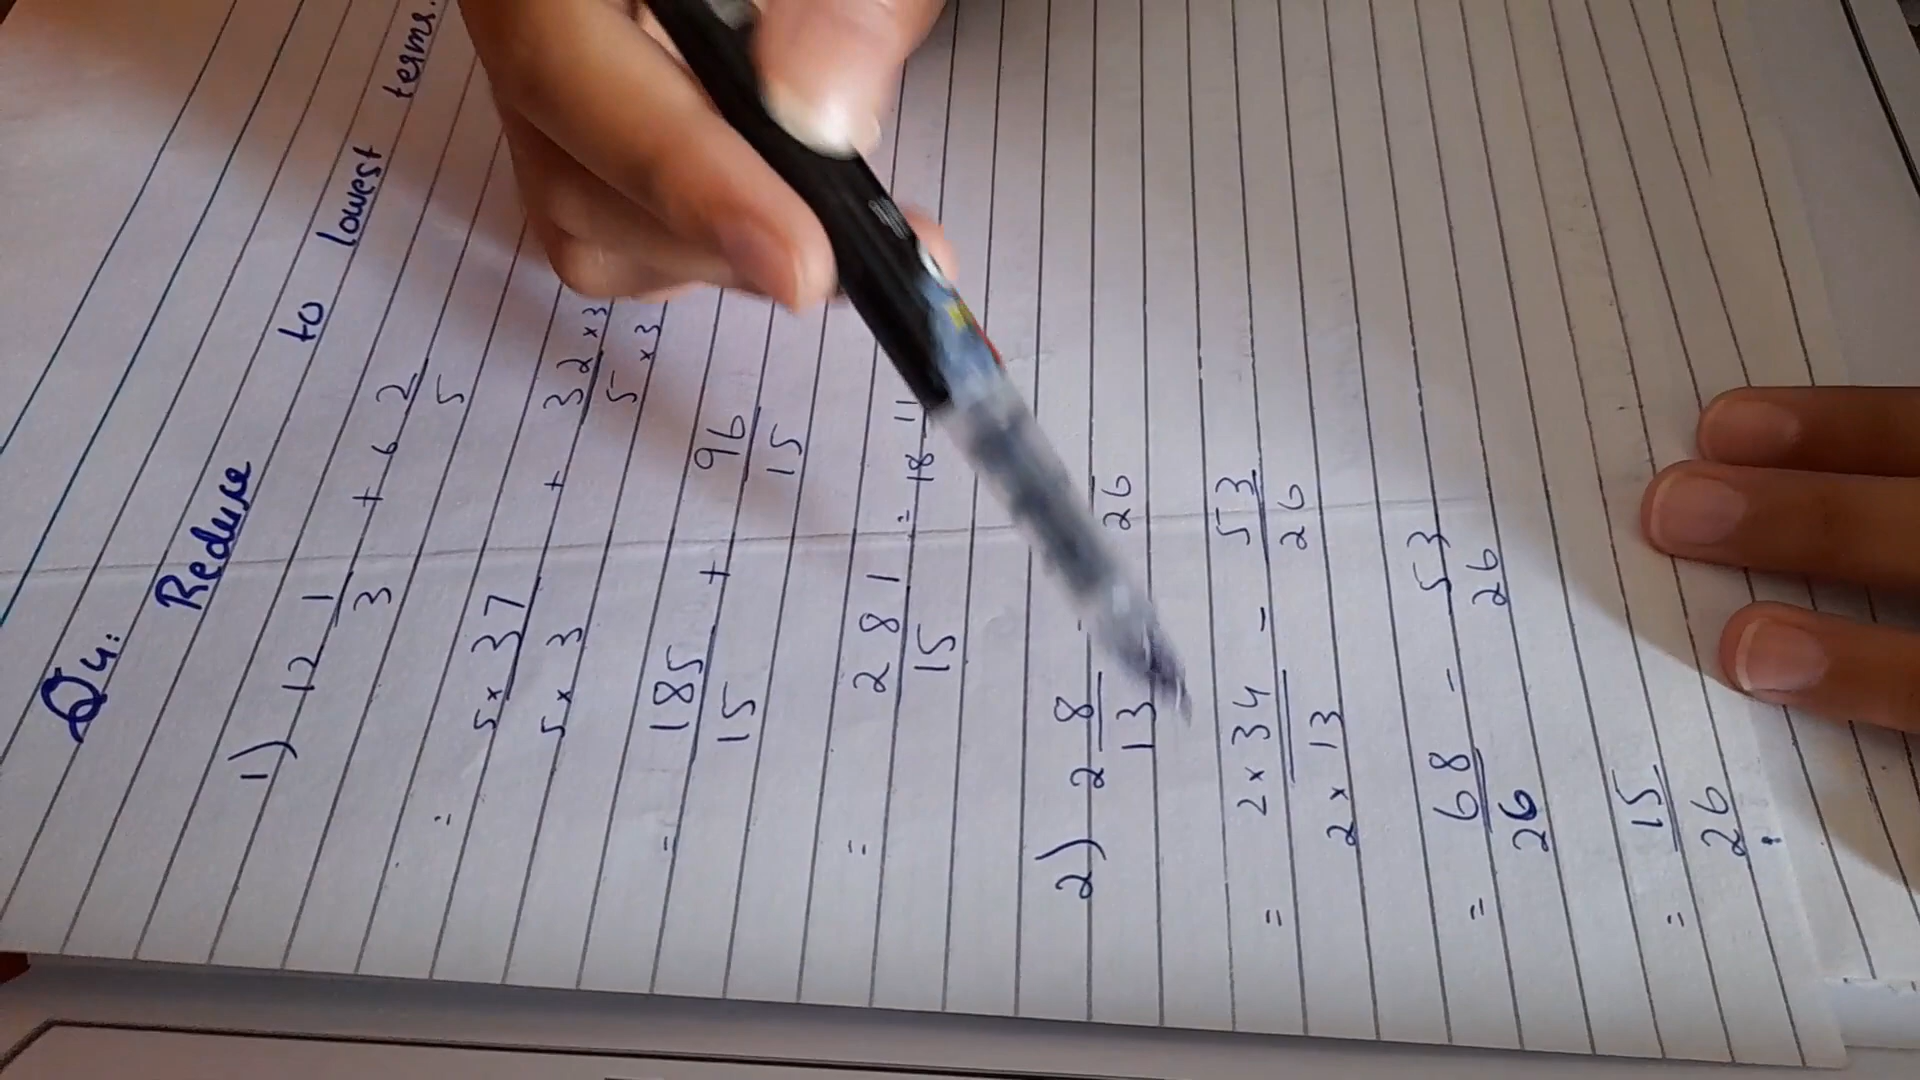 Q4: Reduce to lowest terms.
1) 12 1/3 + 6 2/5
= 5×37/5×3 + 32×3/5×3
= 185/15 + 96/15
= 281/15 = 18 11
2) 2 8/13 - 26
= 2×34/2×13 - 53/26
= 68/26 - 53/26
= 15/26